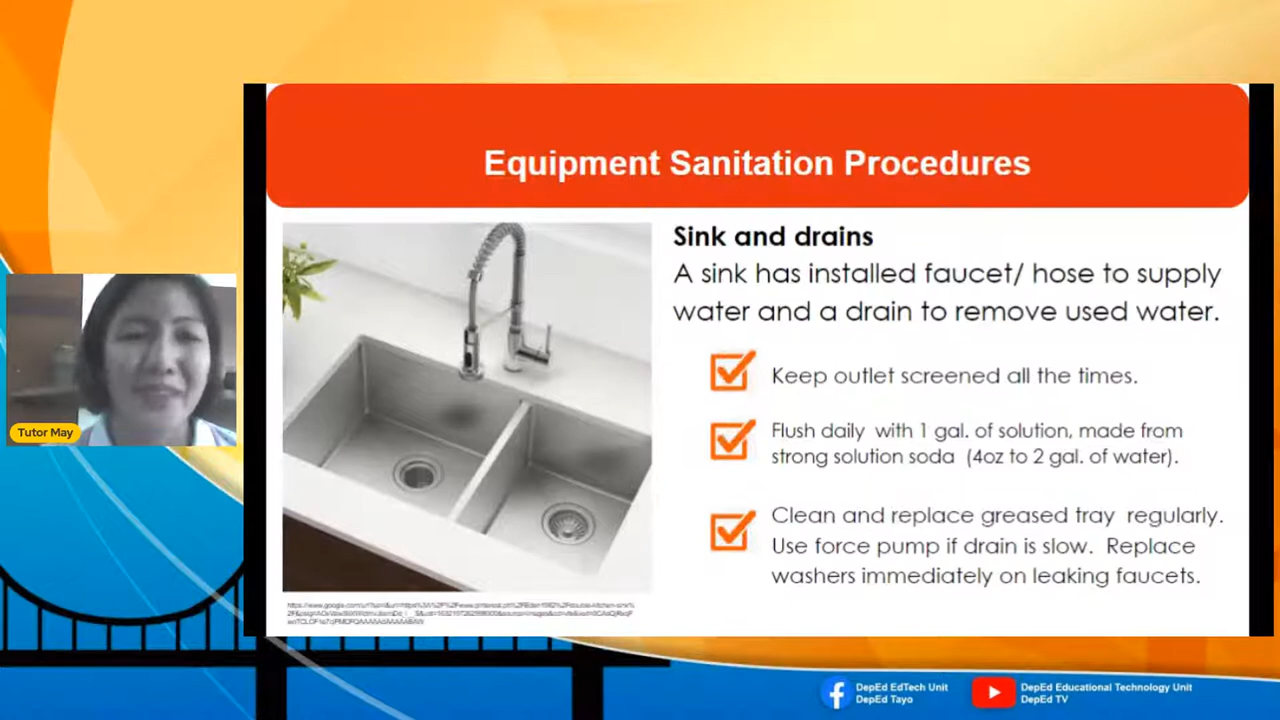 Equipment Sanitation Procedures
Sink and drains
A sink has installed faucet/ hose to supply
water and a drain to remove used water.
Keep outlet screened all the times.
Flush daily with 1 gal. of solution, made from
strong solution soda (4oz to 2 gal. of water).
Clean and replace greased tray regularly.
Use force pump if drain is slow. Replace
washers immediately on leaking faucets.
Tutor May
DepEd EdTech Unit
DepEd Tayo
DepEd Educational Technology Unit
DepEd TV